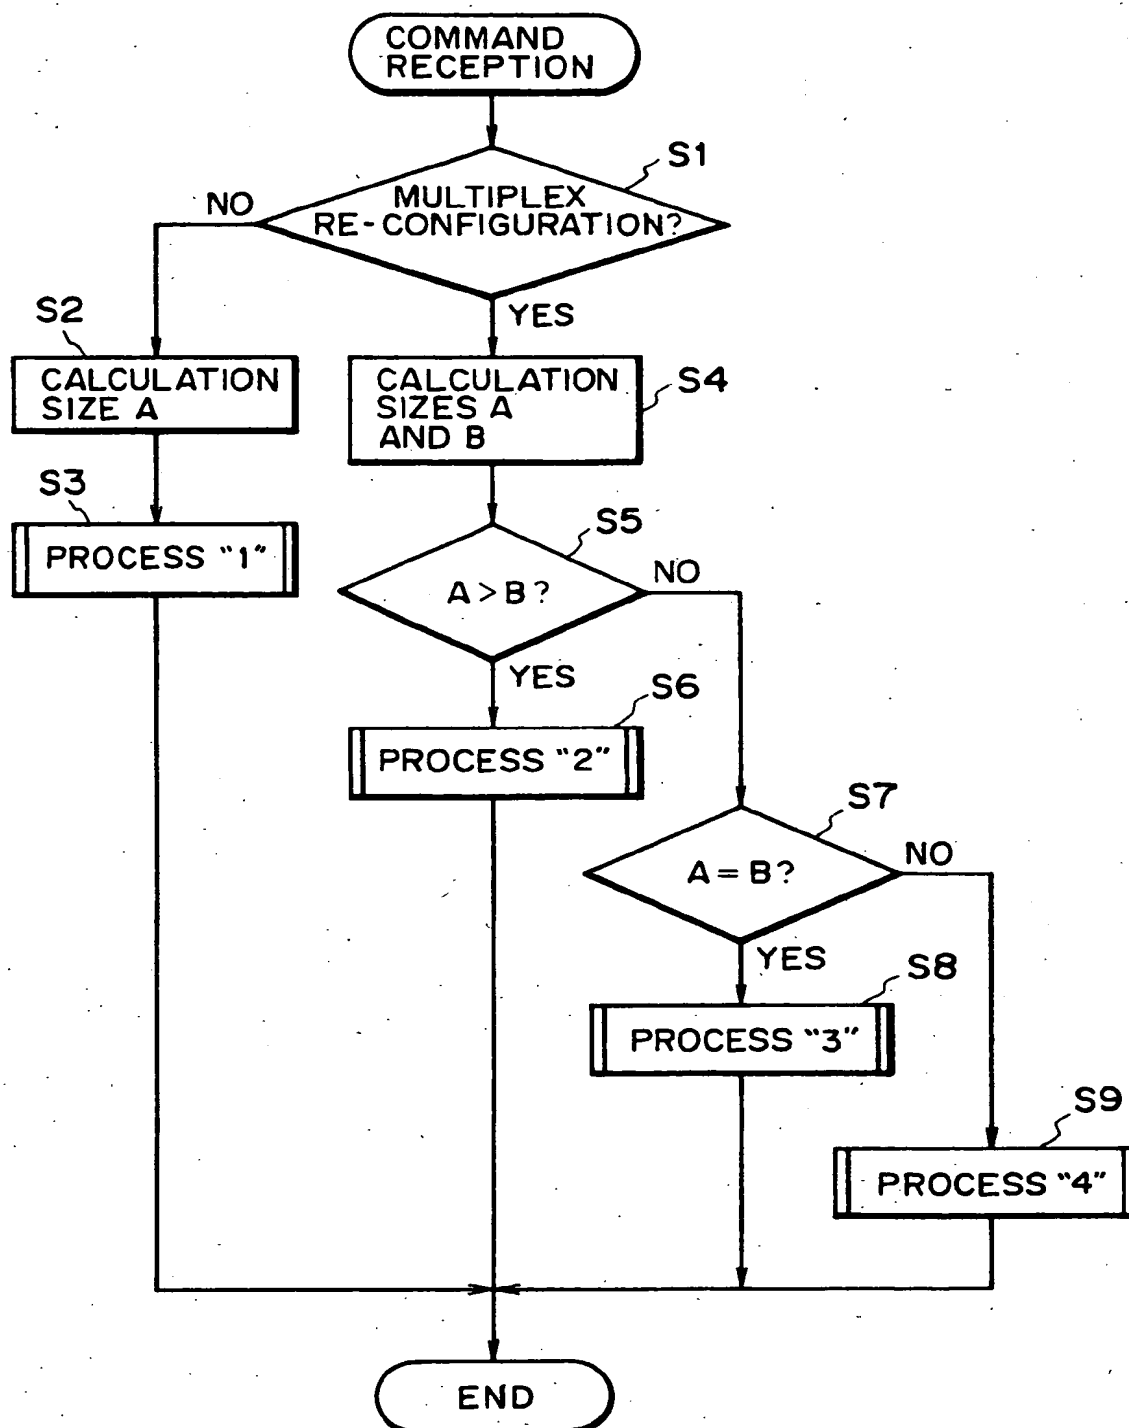 COMMAND
RECEPTION
S1
MULTIPLEX
RE-CONFIGURATION?
NO
YES
S2
CALCULATION
SIZE A
S4
CALCULATION
SIZES A
AND B
S3
PROCESS "1"
S5
A>B?
NO
YES
S6
PROCESS "2"
S7
A=B?
NO
YES
S8
PROCESS "3"
S9
PROCESS "4"
END